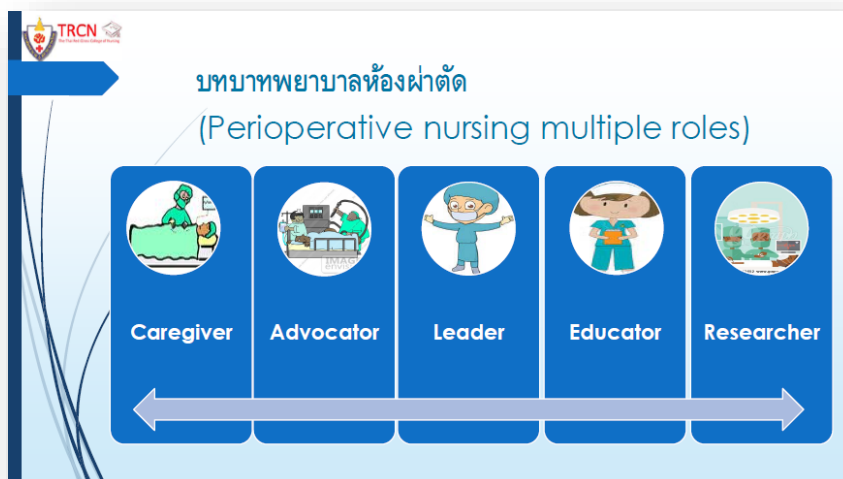 TRCN
บทบาทพยาบาลห้องผ่าตัด
(Perioperative nursing multiple roles)
Caregiver
Advocator
Leader
Educator
Researcher